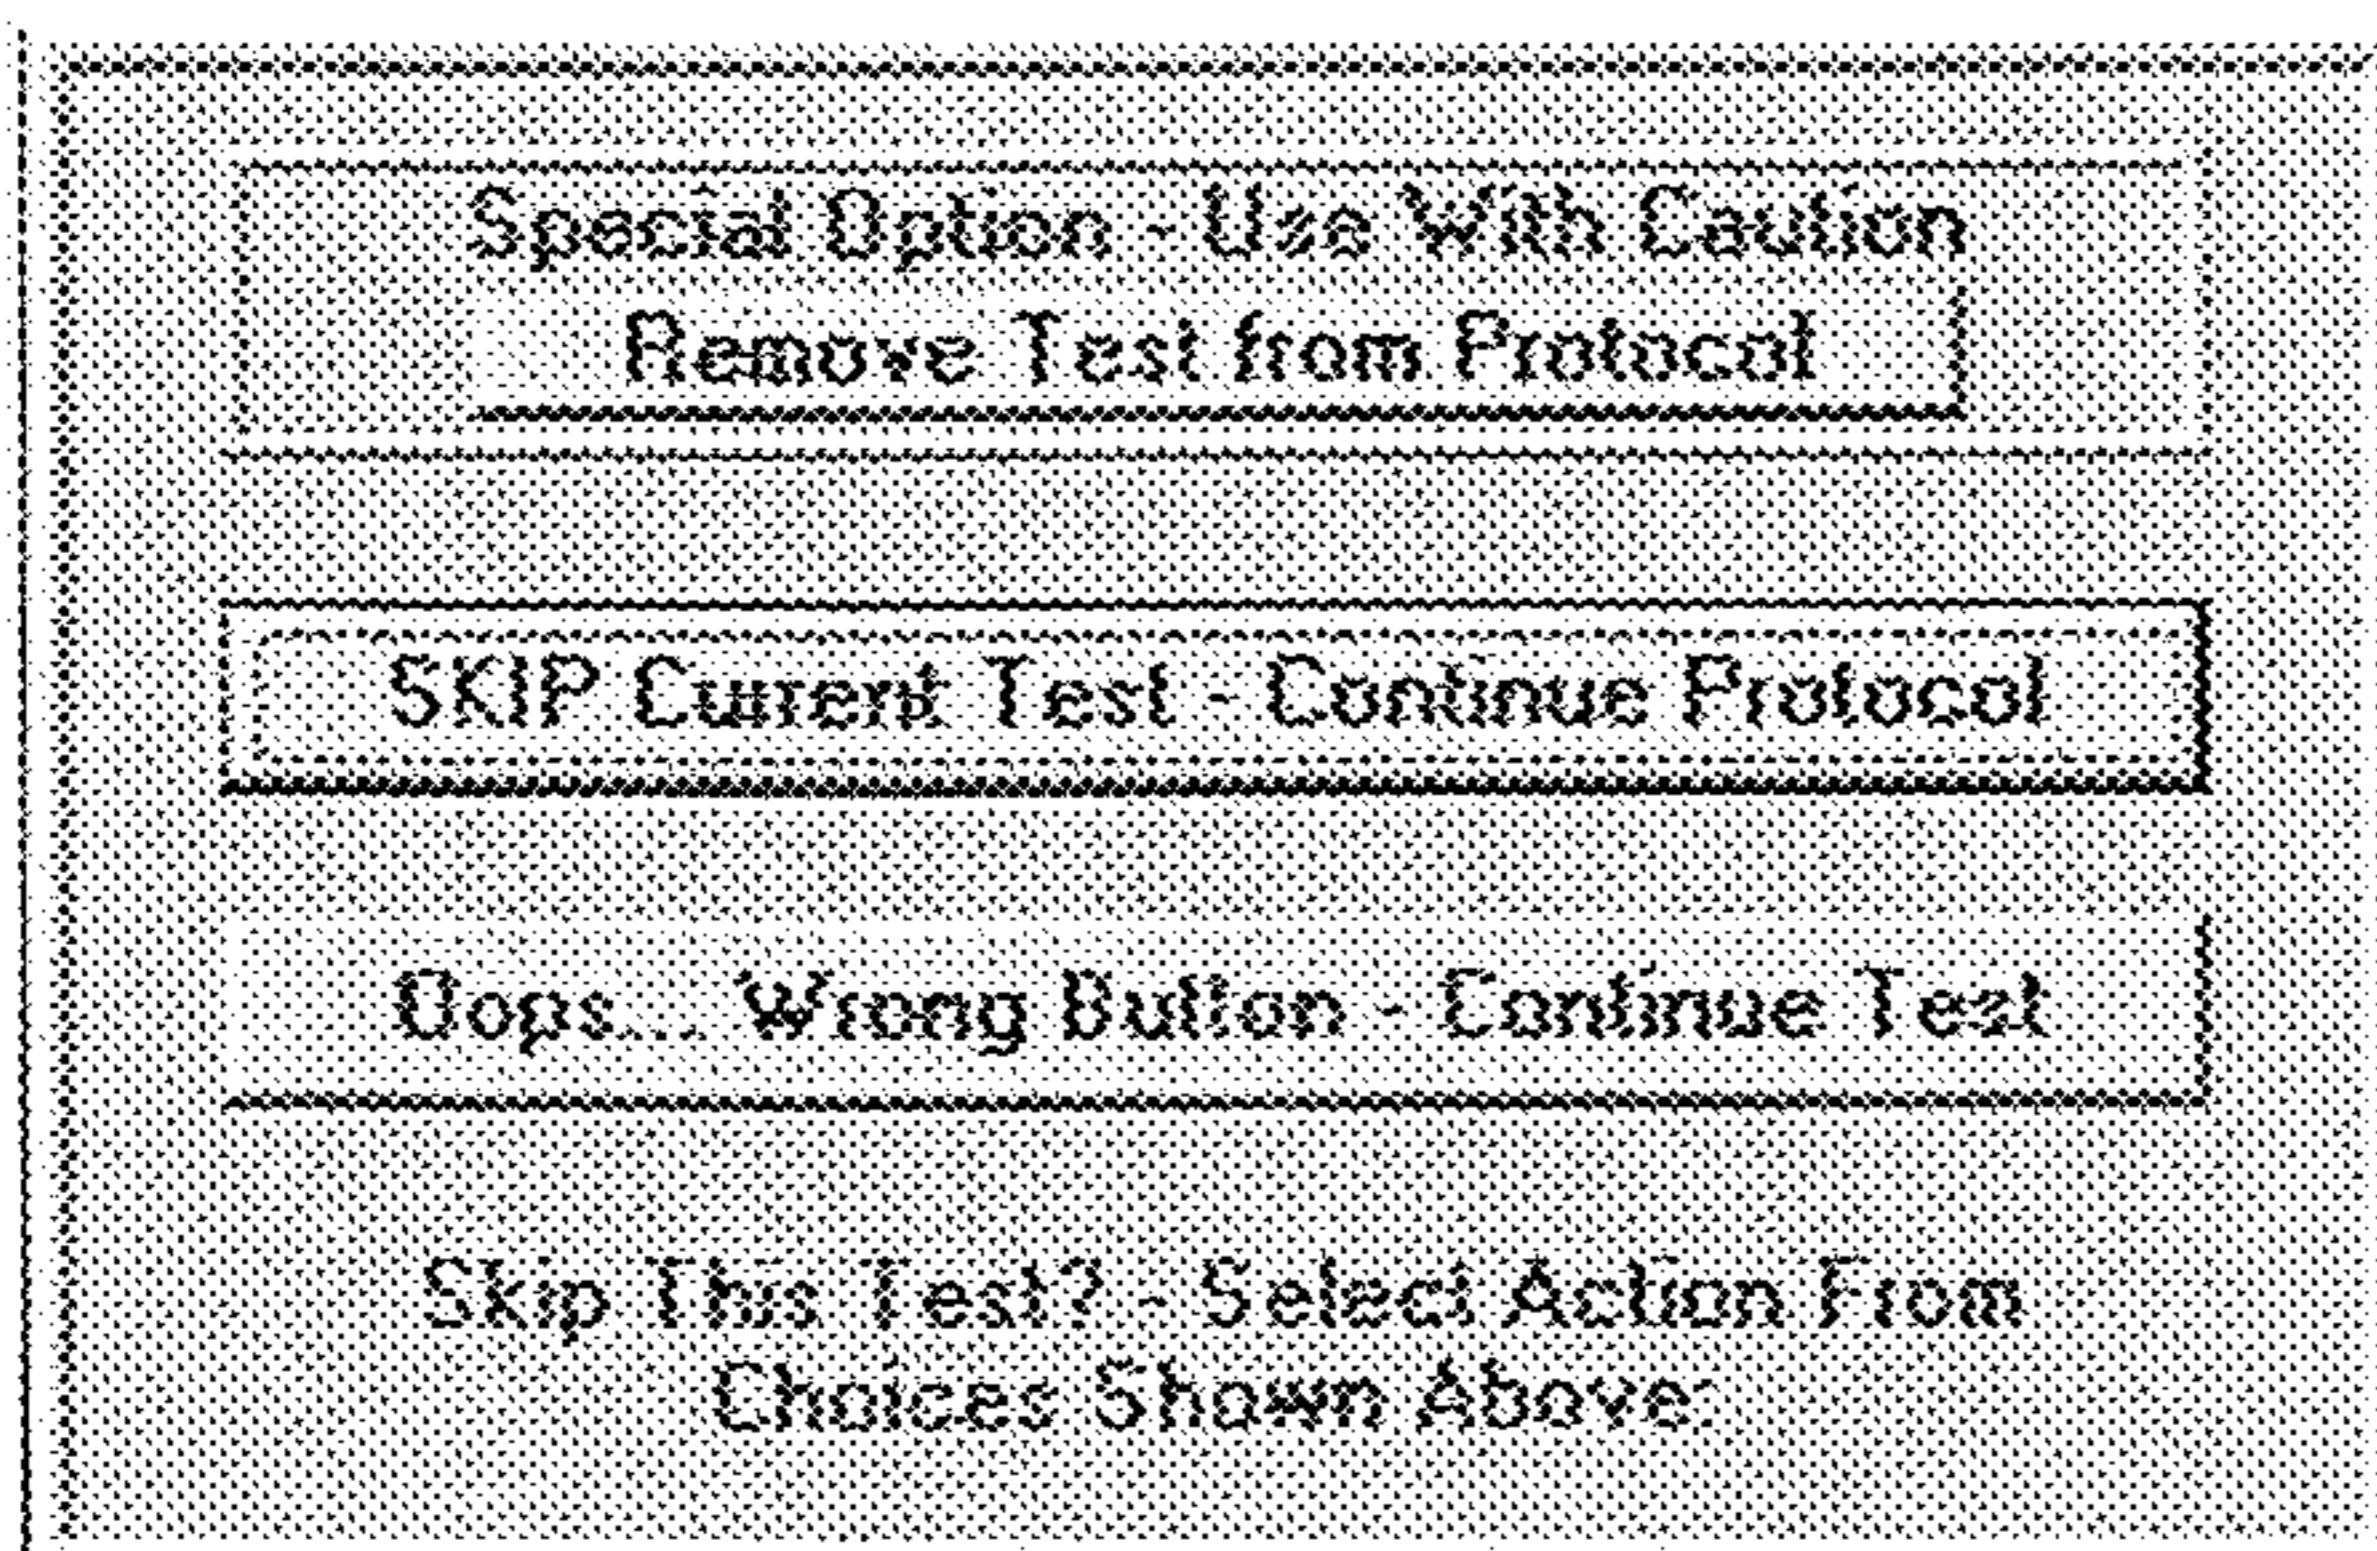 Special Option - Use With Caution
Remove Test from Protocol
SKIP Current Test - Continue Protocol
Oops... Wrong Button - Continue Test
Skip This Test? - Select Action From
Choices Shown Above: